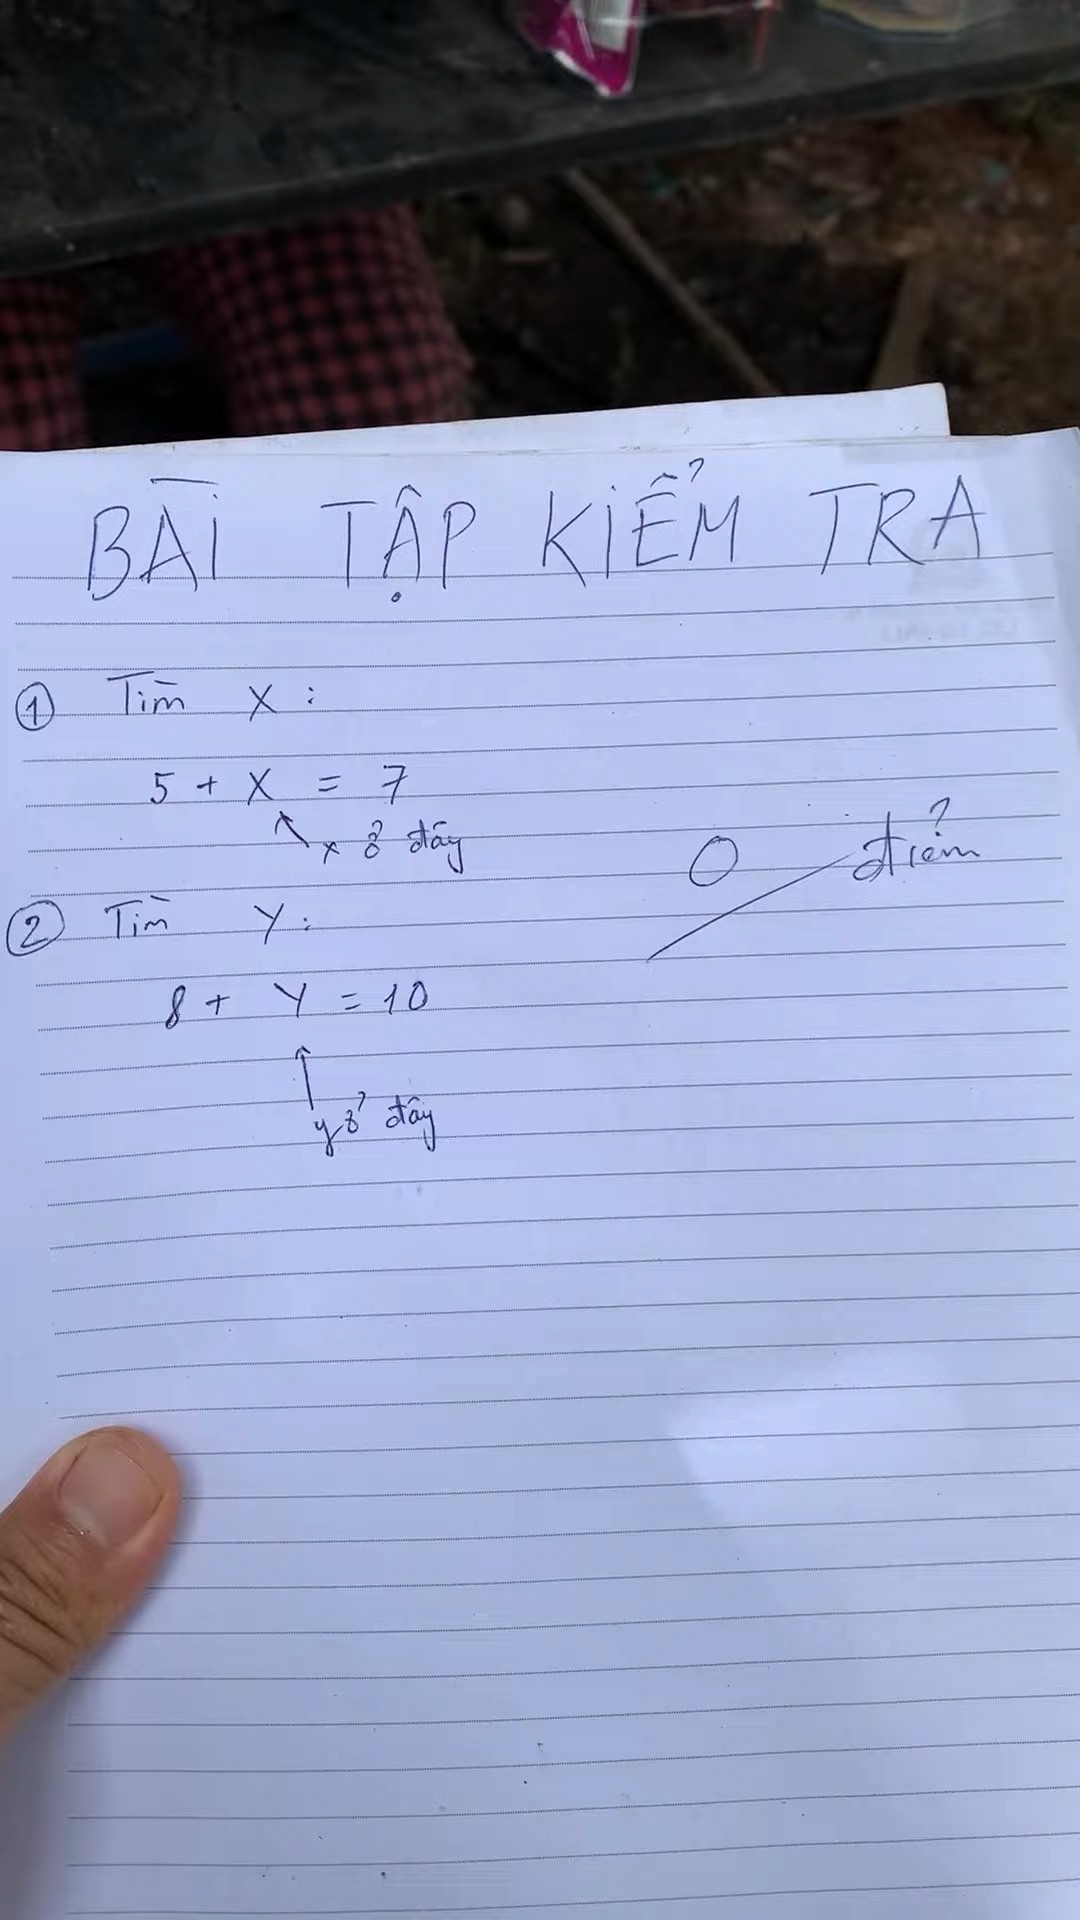 BÀI TẬP KIỂM TRA
① Tìm X:
5 + X = 7
x ở đây
0 điểm
② Tìm Y:
8 + Y = 10
y ở đây